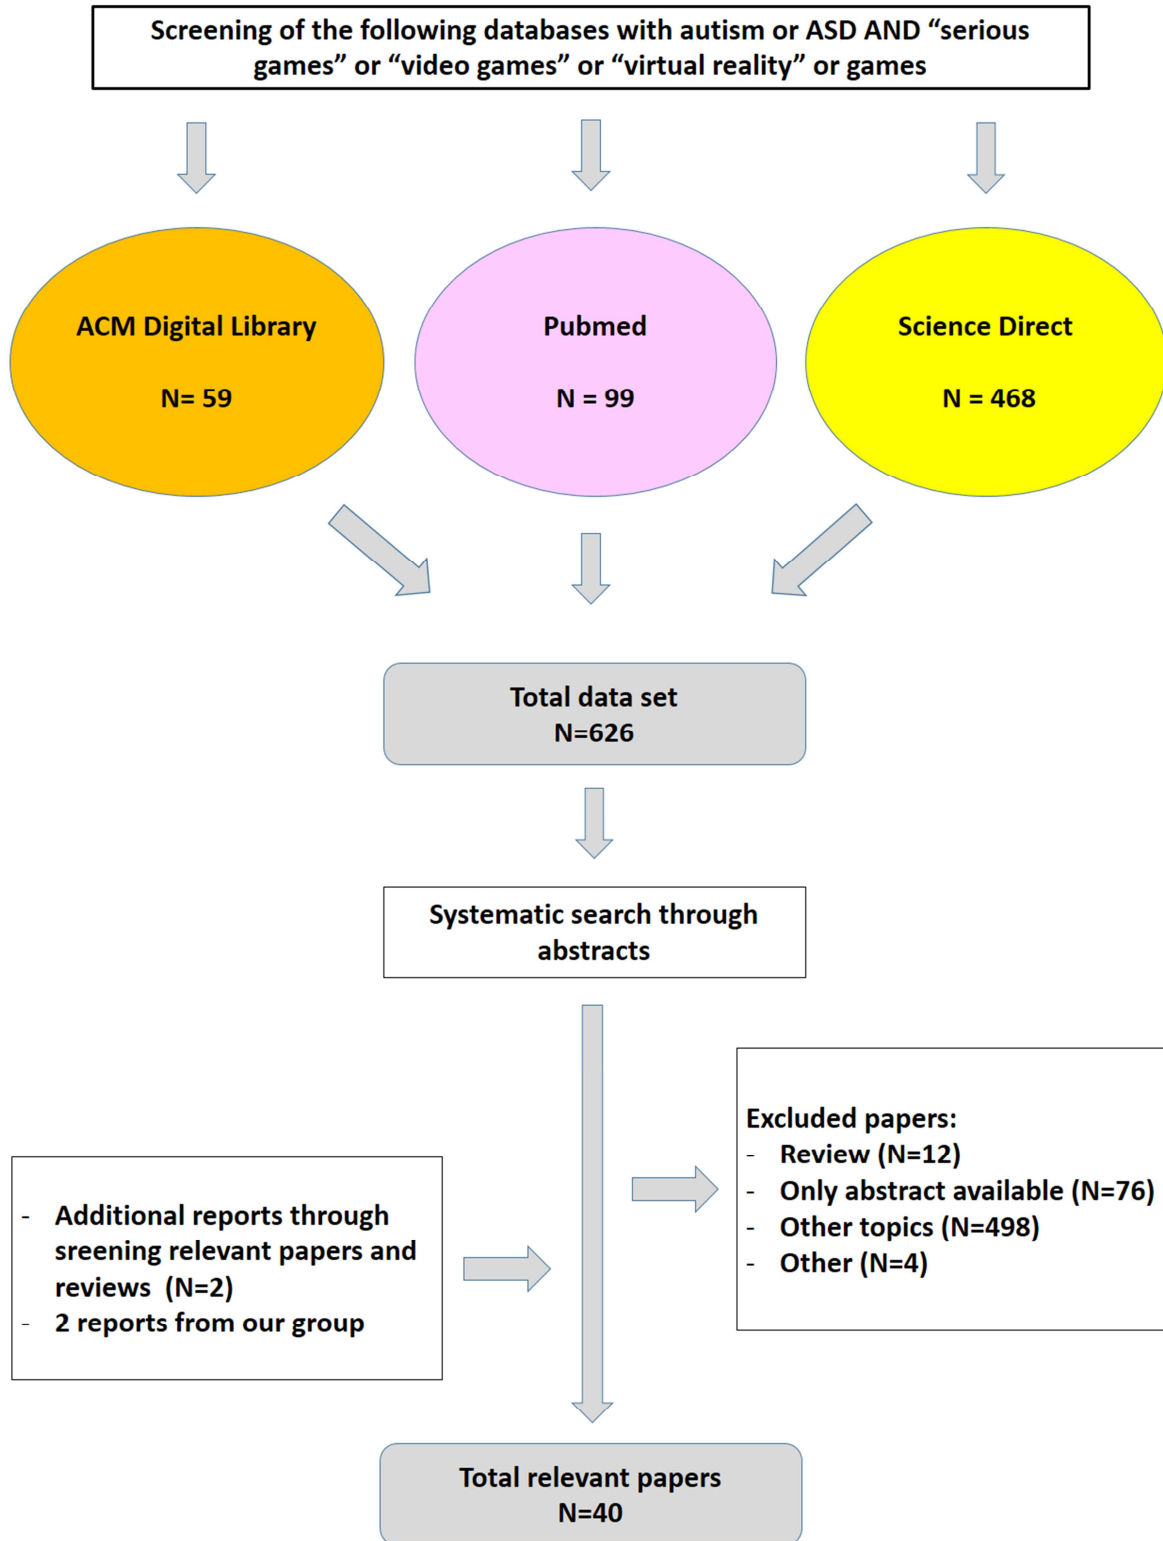 Screening of the following databases with autism or ASD AND “serious
games” or “video games” or “virtual reality” or games
ACM Digital Library
N= 59
Pubmed
N = 99
Science Direct
N = 468
Total data set
N=626
Systematic search through
abstracts
Excluded papers:
- Review (N=12)
- Only abstract available (N=76)
- Other topics (N=498)
- Other (N=4)
- Additional reports through
sreening relevant papers and
reviews (N=2)
- 2 reports from our group
Total relevant papers
N=40